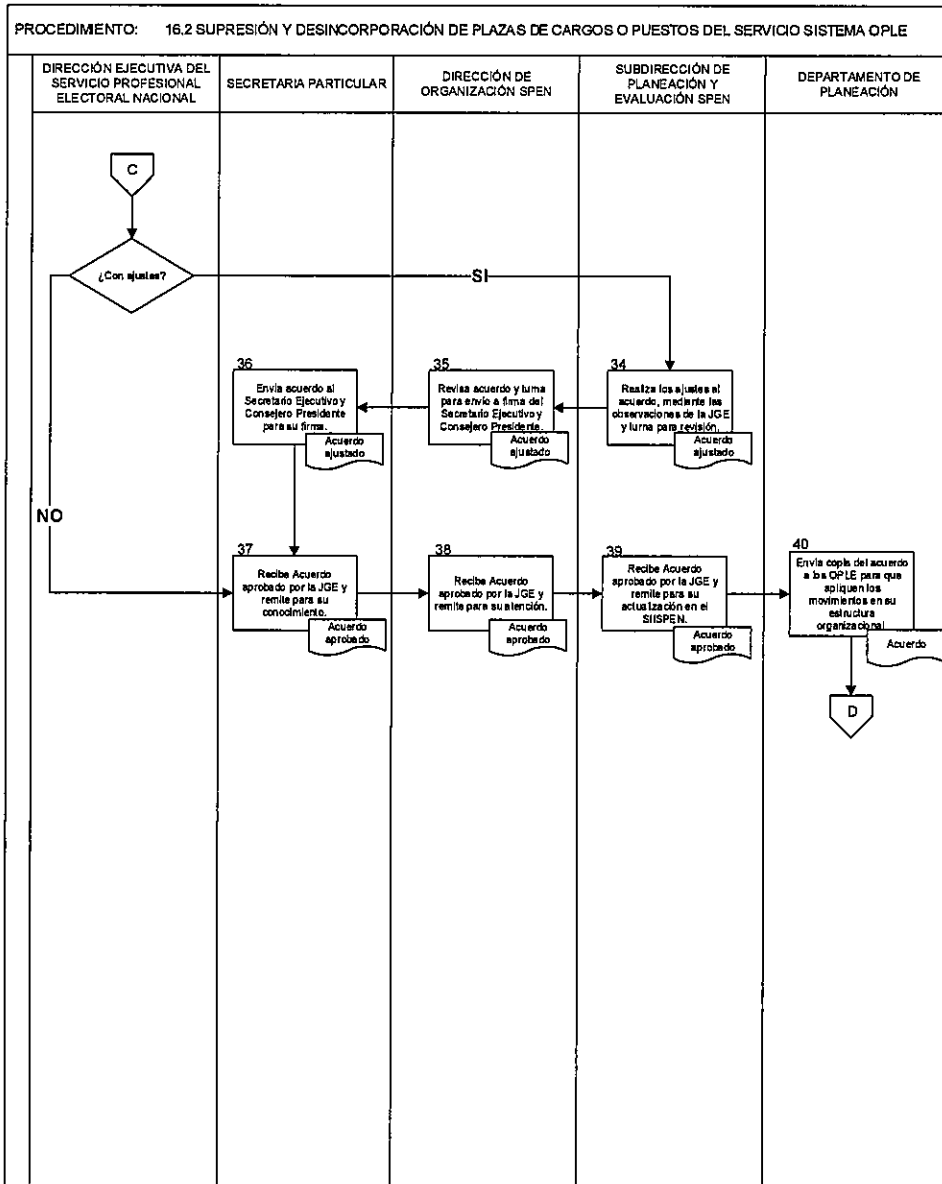 PROCEDIMIENTO: 16.2 SUPRESIÓN Y DESINCORPORACIÓN DE PLAZAS DE CARGOS O PUESTOS DEL SERVICIO SISTEMA OPLE
DIRECCIÓN EJECUTIVA DEL
SERVICIO PROFESIONAL
ELECTORAL NACIONAL
SECRETARIA PARTICULAR
DIRECCIÓN DE
ORGANIZACIÓN SPEN
SUBDIRECCIÓN DE
PLANEACIÓN Y
EVALUACIÓN SPEN
DEPARTAMENTO DE
PLANEACIÓN
C
¿Con ajustes?
SI
NO
36
Envía acuerdo al
Secretario Ejecutivo y
Consejero Presidente
para su firma.
Acuerdo
ajustado
35
Revisa acuerdo y turna
para envío a firma del
Secretario Ejecutivo y
Consejero Presidente.
Acuerdo
ajustado
34
Realiza los ajustes al
acuerdo, mediante las
observaciones de la JGE
y turna para revisión.
Acuerdo
ajustado
37
Recibe Acuerdo
aprobado por la JGE y
remite para su
conocimiento.
Acuerdo
aprobado
38
Recibe Acuerdo
aprobado por la JGE y
remite para su atención.
Acuerdo
aprobado
39
Recibe Acuerdo
aprobado por la JGE y
remite para su
actualización en el
SIISPEN.
Acuerdo
aprobado
40
Envía copia del acuerdo
a los OPLE para que
apliquen los
movimientos en su
estructura
organizacional
Acuerdo
D